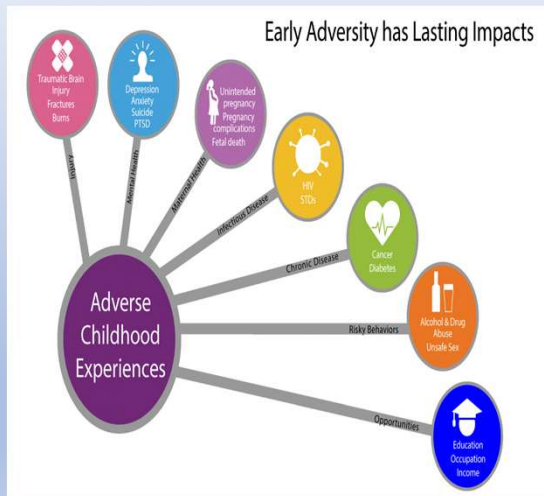 Early Adversity has Lasting Impacts
Traumatic Brain
Injury
Fractures
Burns
Depression
Anxiety
Suicide
PTSD
Unintended
pregnancy
Pregnancy
complications
Fetal death
HIV
STDs
Cancer
Diabetes
Alcohol & Drug
Abuse
Unsafe Sex
Education
Occupation
Income
Injury
Mental Health
Maternal Health
Infectious Disease
Chronic Disease
Risky Behaviors
Opportunities
Adverse
Childhood
Experiences